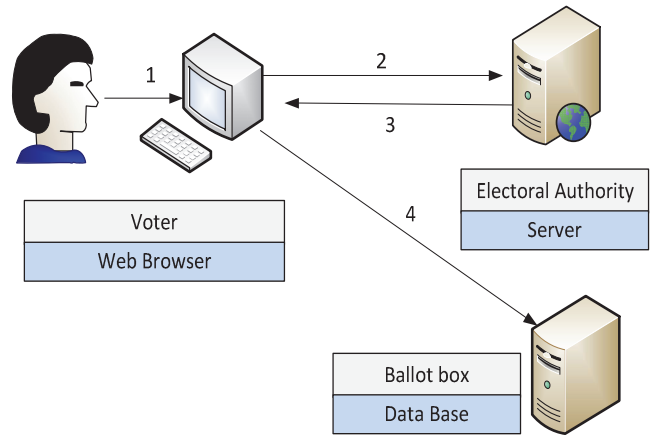 1
2
3
4
Voter
Web Browser
Electoral Authority
Server
Ballot box
Data Base